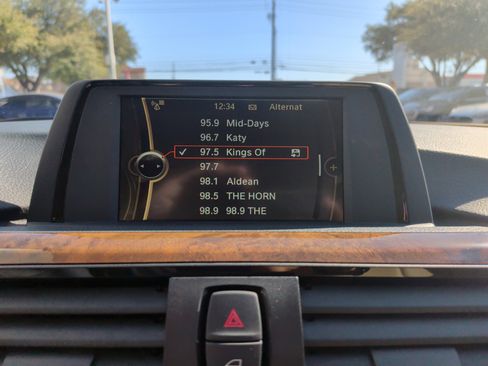 12:34 Alternat
95.9 Mid-Days
96.7 Katy
97.5 Kings Of
97.7
98.1 Aldean
98.5 THE HORN
98.9 98.9 THE